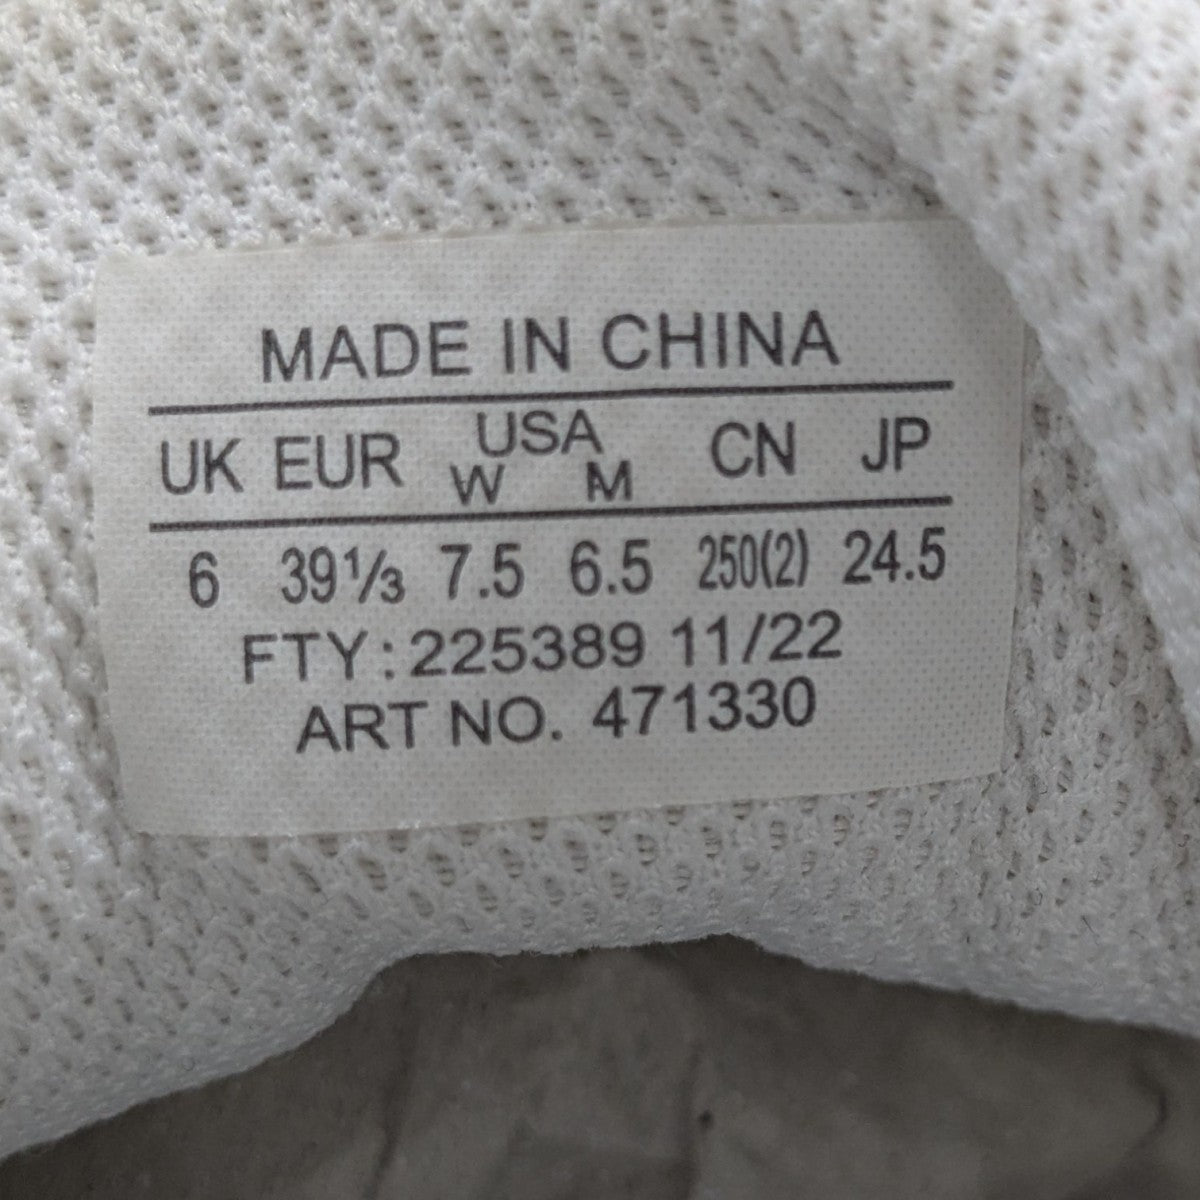 MADE IN CHINA
UK EUR USA W M CN JP
6 39⅓ 7.5 6.5 250(2) 24.5
FTY: 225389 11/22
ART NO. 471330